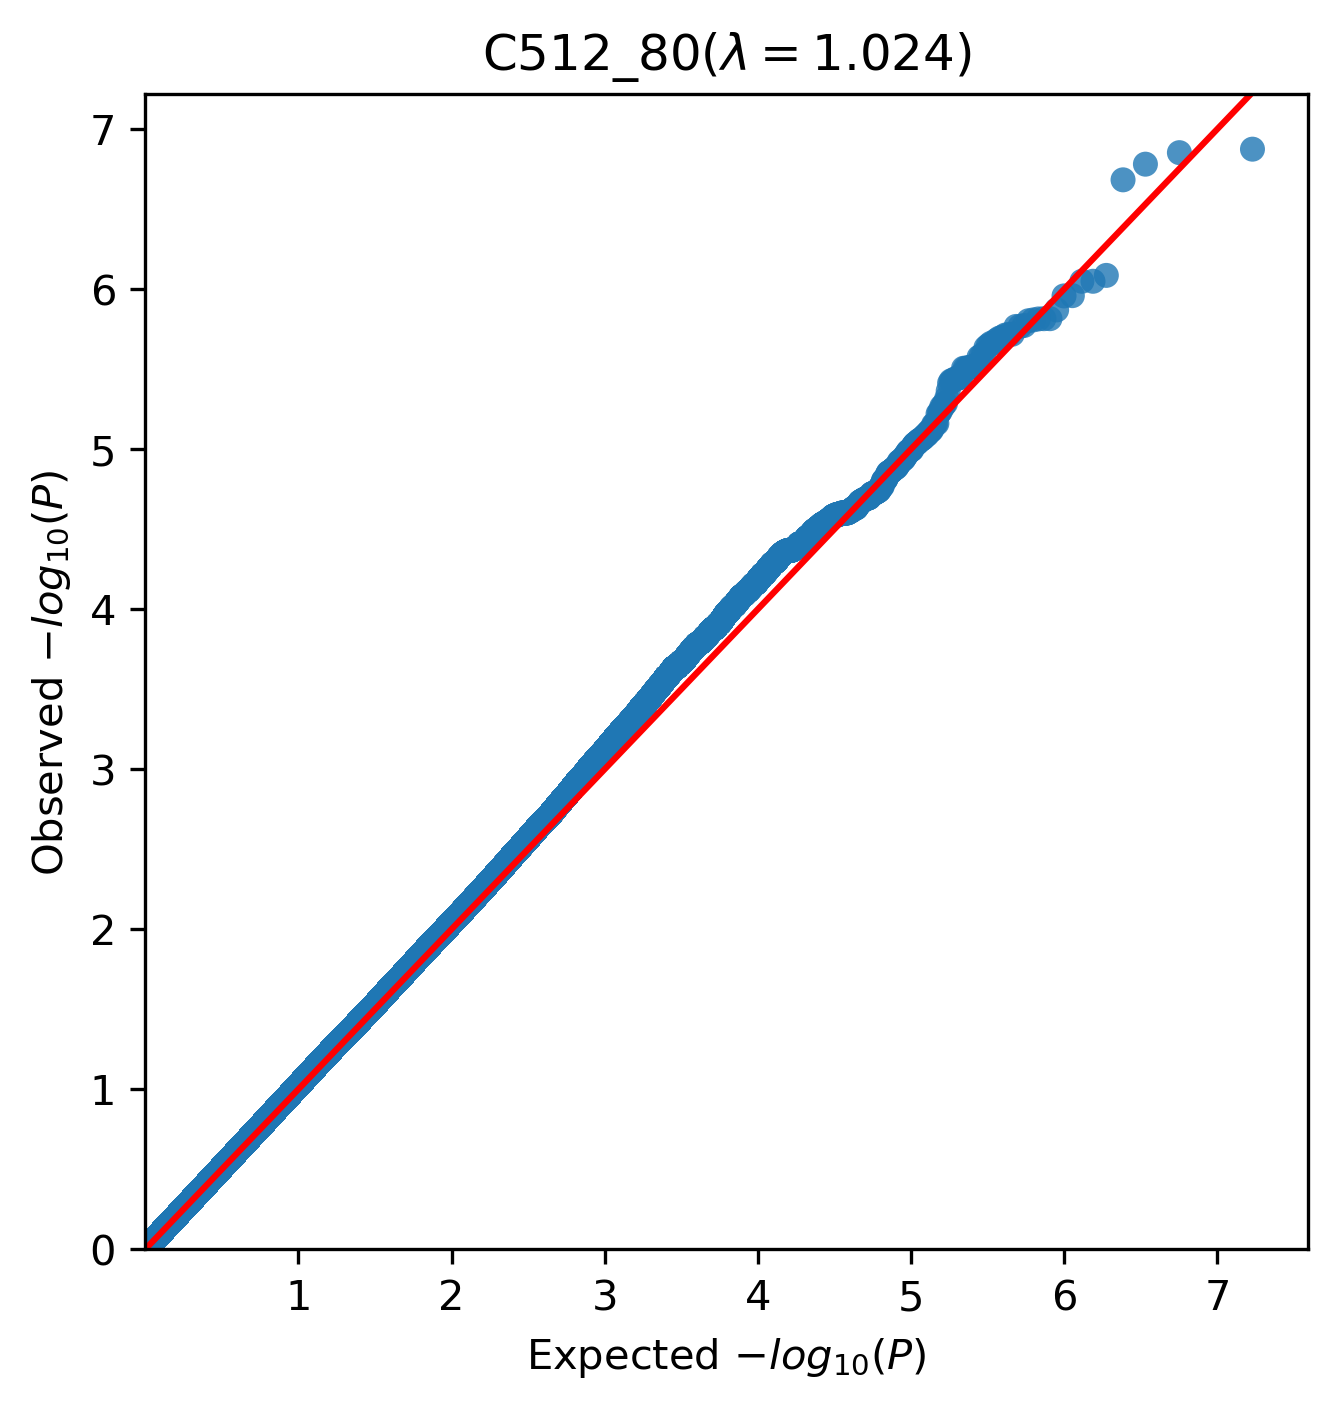 C512_80(λ = 1.024)
7
6
5
4
3
2
1
0
Observed −log₁₀(P)
1 2 3 4 5 6 7
Expected −log₁₀(P)